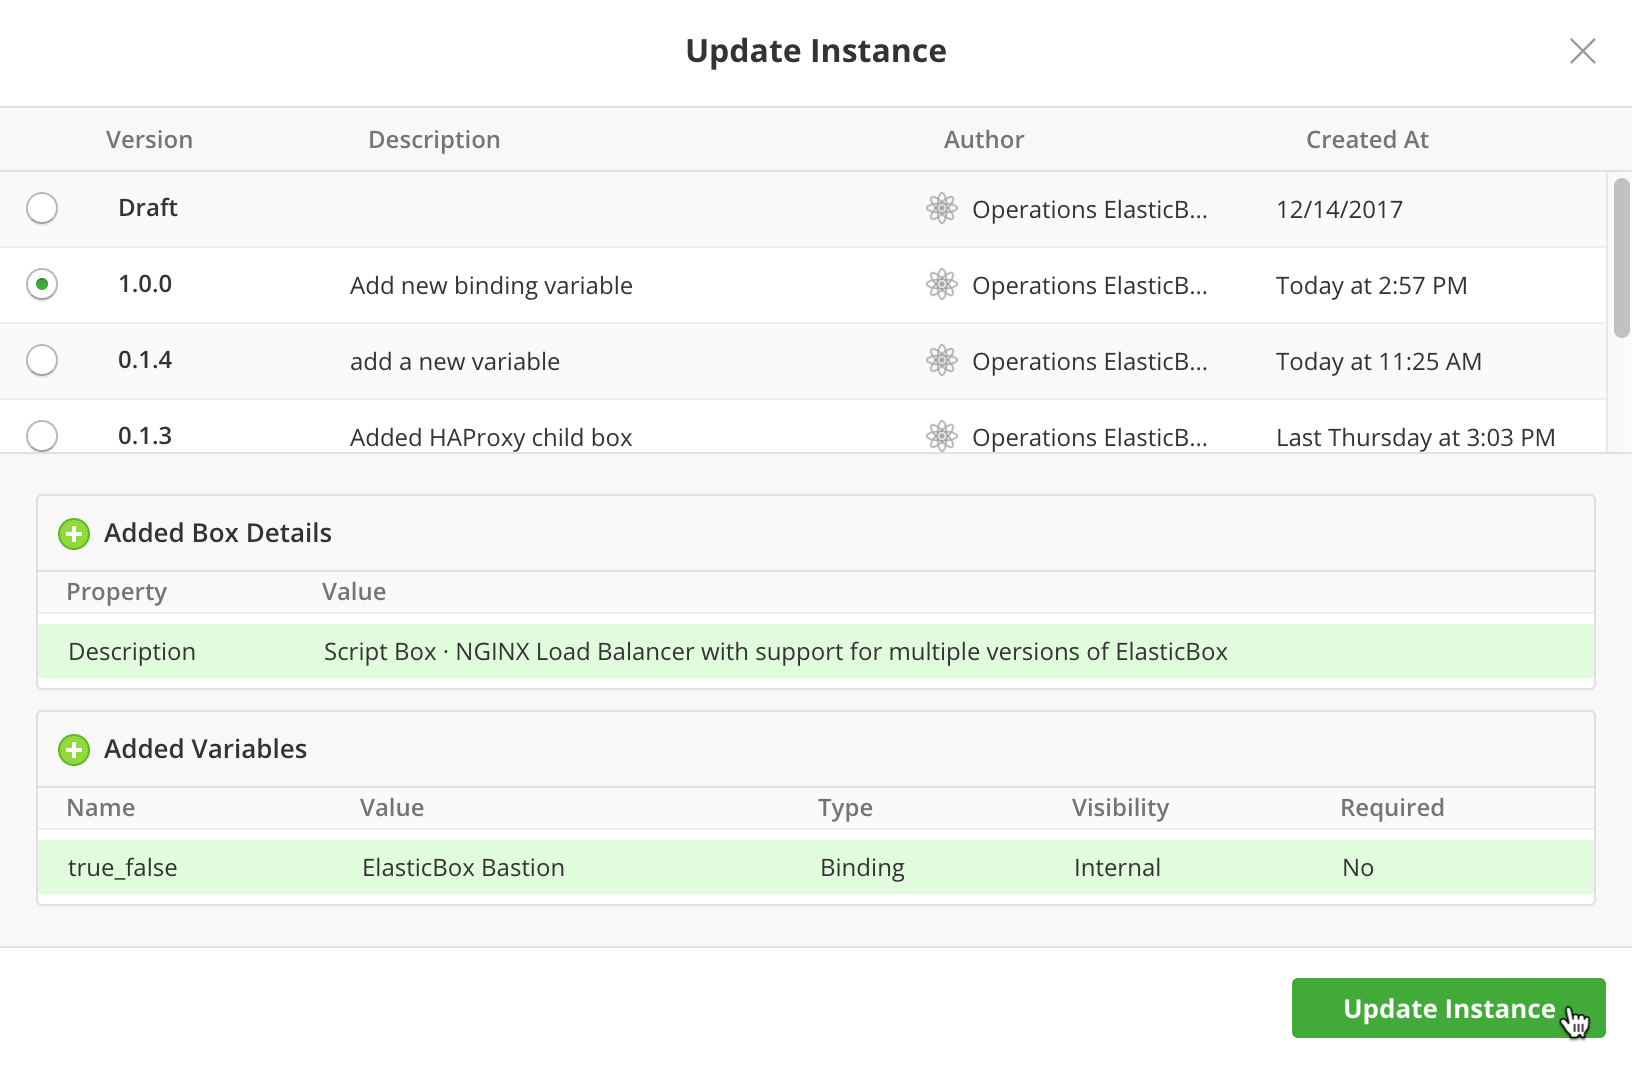 Update Instance
Version Description Author Created At
Draft Operations ElasticB... 12/14/2017
1.0.0 Add new binding variable Operations ElasticB... Today at 2:57 PM
0.1.4 add a new variable Operations ElasticB... Today at 11:25 AM
0.1.3 Added HAProxy child box Operations ElasticB... Last Thursday at 3:03 PM
Added Box Details
Property Value
Description Script Box · NGINX Load Balancer with support for multiple versions of ElasticBox
Added Variables
Name Value Type Visibility Required
true_false ElasticBox Bastion Binding Internal No
Update Instance